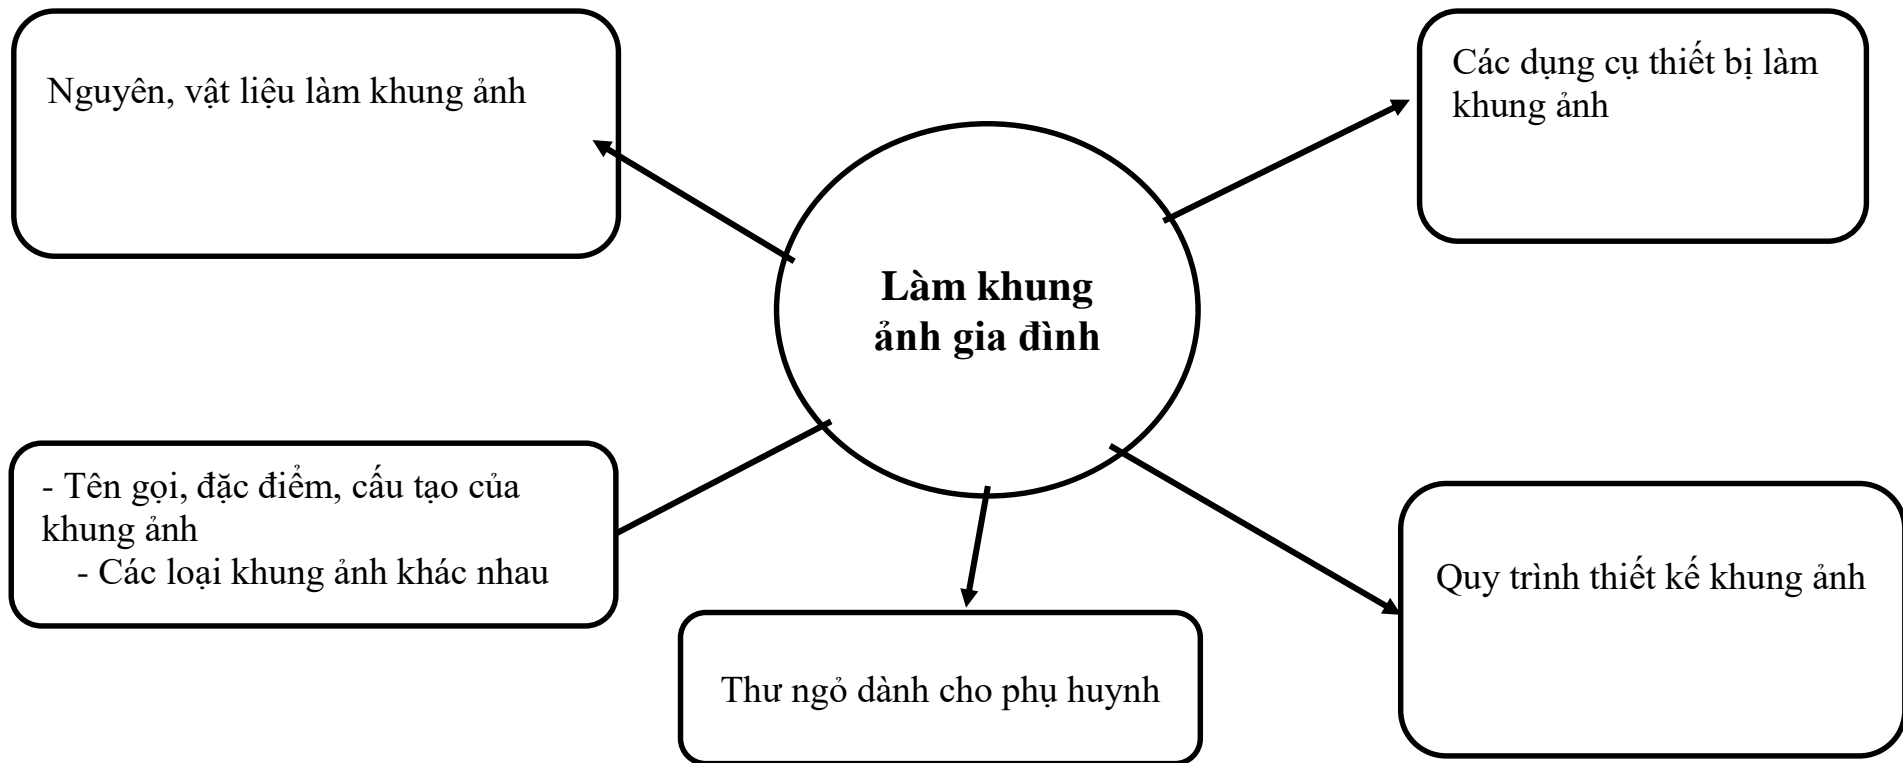 Nguyên, vật liệu làm khung ảnh
Các dụng cụ thiết bị làm
khung ảnh
Làm khung
ảnh gia đình
- Tên gọi, đặc điểm, cấu tạo của
khung ảnh
- Các loại khung ảnh khác nhau
Quy trình thiết kế khung ảnh
Thư ngỏ dành cho phụ huynh